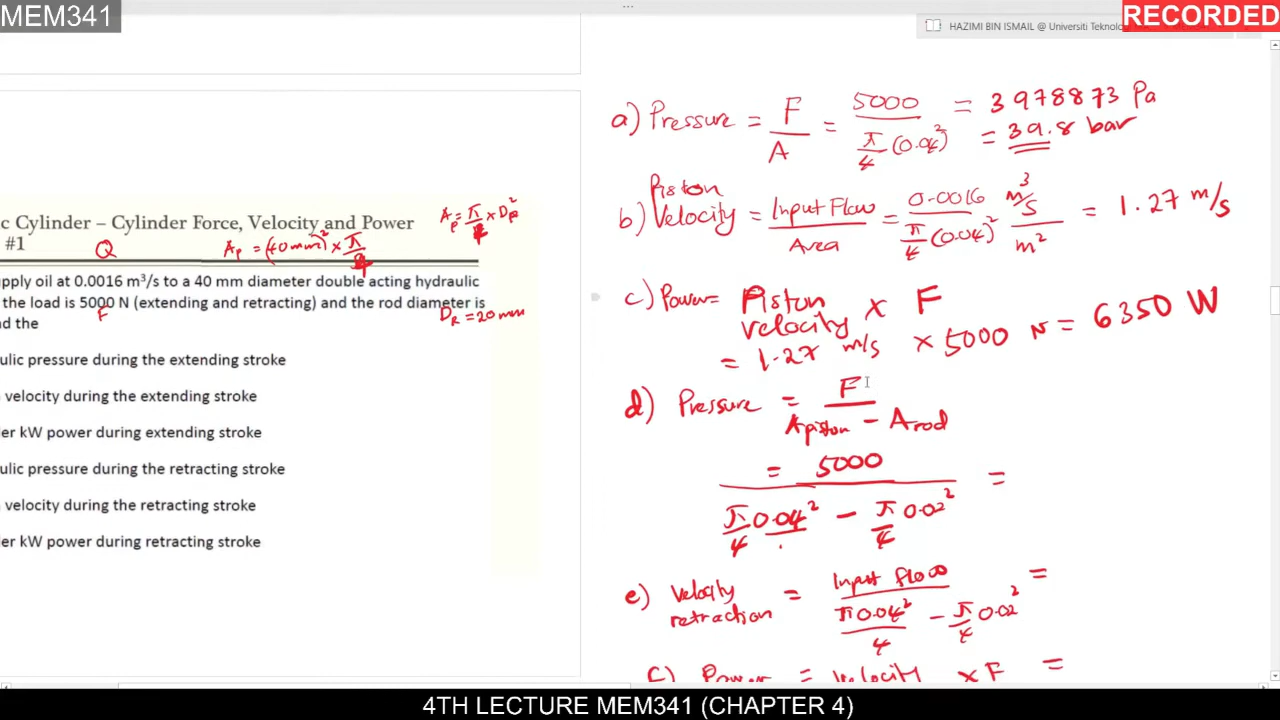 MEM341
RECORDED
HAZIMI BIN ISMAIL @ Universiti Teknolog
c Cylinder – Cylinder Force, Velocity and Power
#1
Q
Ap = (40mm)² × π/4
Ap = π/4 × Dp²
pply oil at 0.0016 m³/s to a 40 mm diameter double acting hydraulic
the load is 5000 N (extending and retracting) and the rod diameter is
F
D_R = 20mm
d the
ulic pressure during the extending stroke
velocity during the extending stroke
er kW power during extending stroke
ulic pressure during the retracting stroke
velocity during the retracting stroke
er kW power during retracting stroke
a) Pressure = F/A = 5000 / π/4 (0.04)² = 3978873 Pa
= 39.8 bar
b) Piston Velocity = Input Flow / Area = 0.0016 / π/4 (0.04)² m³/s / m² = 1.27 m/s
c) Power = Piston velocity × F
= 1.27 m/s × 5000 N = 6350 W
d) Pressure = F / Apiston – Arod
= 5000 / π/4 0.04² – π/4 0.02² =
e) Velocity retraction = Input flow / π0.04²/4 – π/4 0.02² =
Power = velocity × F =
4TH LECTURE MEM341 (CHAPTER 4)